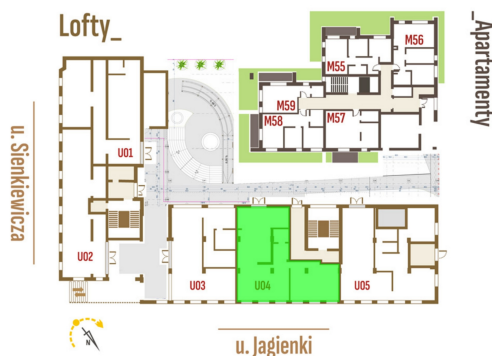 Lofty_
_Apartamenty
M56
M55
M59
M58
M57
U01
u. Sienkiewicza
U02
U03
U04
U05
N
u. Jagienki